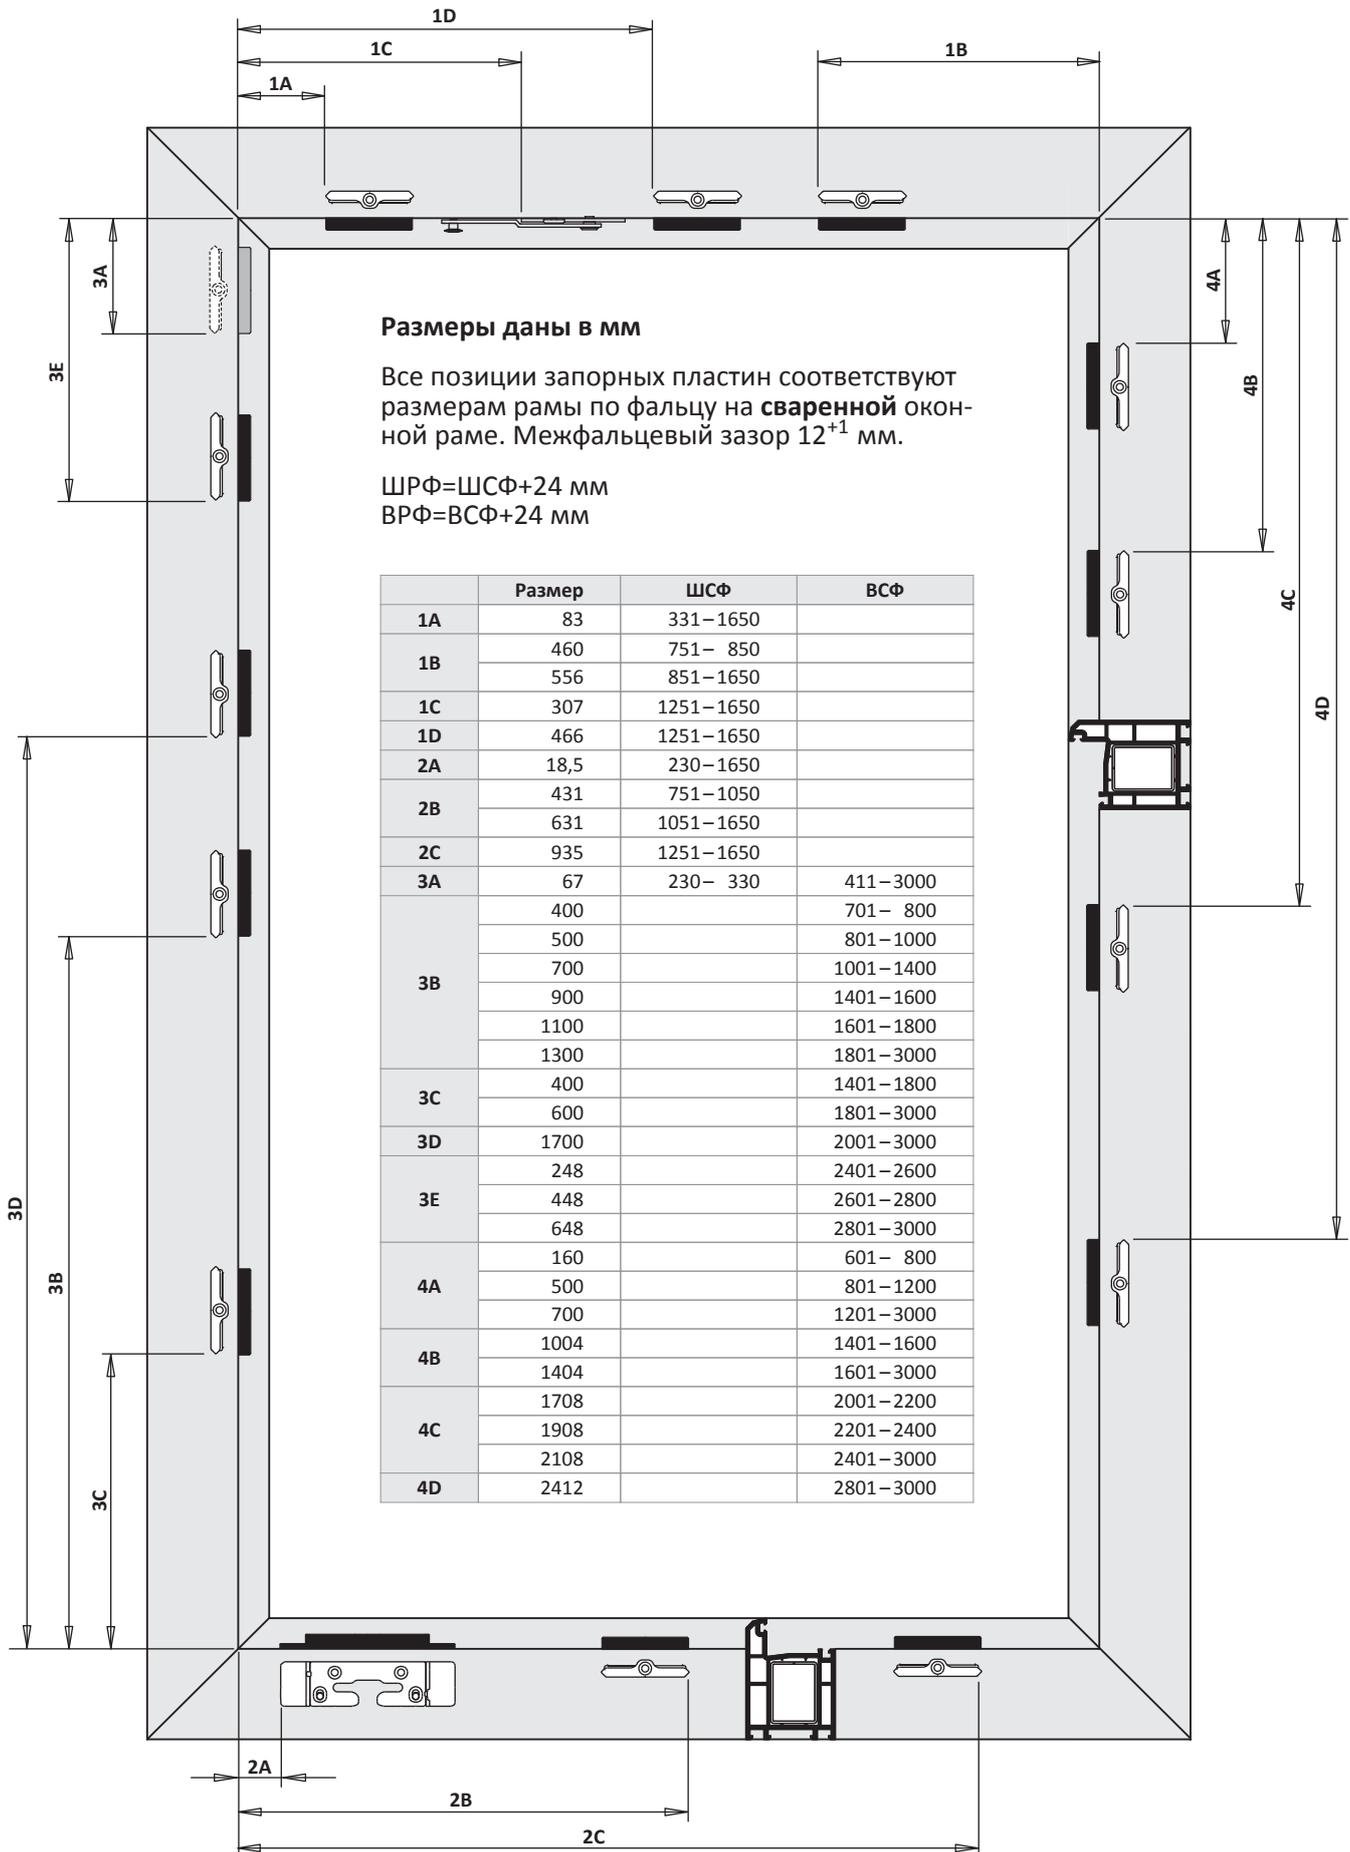 1D
1C
1B
1A
3A
3E
4A
4B
4C
4D
Размеры даны в мм
Все позиции запорных пластин соответствуют
размерам рамы по фальцу на сваренной окон-
ной раме. Межфальцевый зазор 12+1 мм.
ШРФ=ШСФ+24 мм
ВРФ=ВСФ+24 мм
Размер ШСФ ВСФ
1A 83 331–1650
1B 460 751– 850
556 851–1650
1C 307 1251–1650
1D 466 1251–1650
2A 18,5 230–1650
2B 431 751–1050
631 1051–1650
2C 935 1251–1650
3A 67 230– 330 411–3000
3B 400 701– 800
500 801–1000
700 1001–1400
900 1401–1600
1100 1601–1800
1300 1801–3000
3C 400 1401–1800
600 1801–3000
3D 1700 2001–3000
3E 248 2401–2600
448 2601–2800
648 2801–3000
4A 160 601– 800
500 801–1200
700 1201–3000
4B 1004 1401–1600
1404 1601–3000
4C 1708 2001–2200
1908 2201–2400
2108 2401–3000
4D 2412 2801–3000
3D
3B
3C
2A
2B
2C